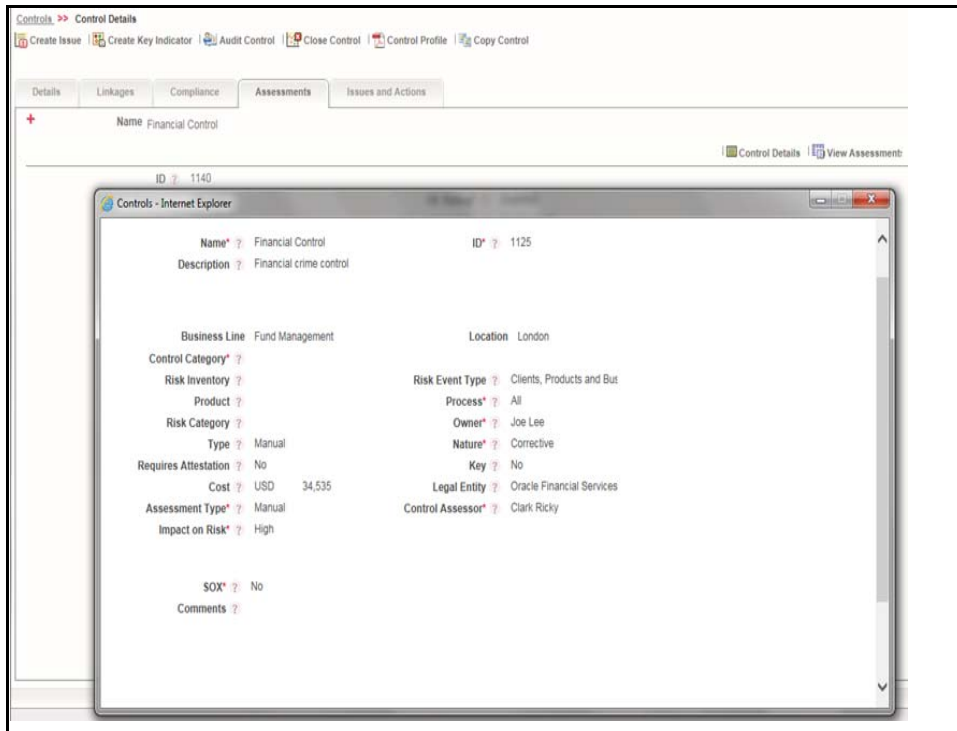 Controls >> Control Details
Create Issue | Create Key Indicator | Audit Control | Close Control | Control Profile | Copy Control
Details Linkages Compliance Assessments Issues and Actions
+ Name Financial Control
| Control Details | View Assessments
ID ? 1140
Controls - Internet Explorer
Name* ? Financial Control ID* ? 1125
Description ? Financial crime control
Business Line Fund Management Location London
Control Category* ?
Risk Inventory ? Risk Event Type ? Clients, Products and Bus
Product ? Process* ? All
Risk Category ? Owner* ? Joe Lee
Type ? Manual Nature* ? Corrective
Requires Attestation ? No Key ? No
Cost ? USD 34,535 Legal Entity ? Oracle Financial Services
Assessment Type* ? Manual Control Assessor* ? Clark Ricky
Impact on Risk* ? High
SOX* ? No
Comments ?